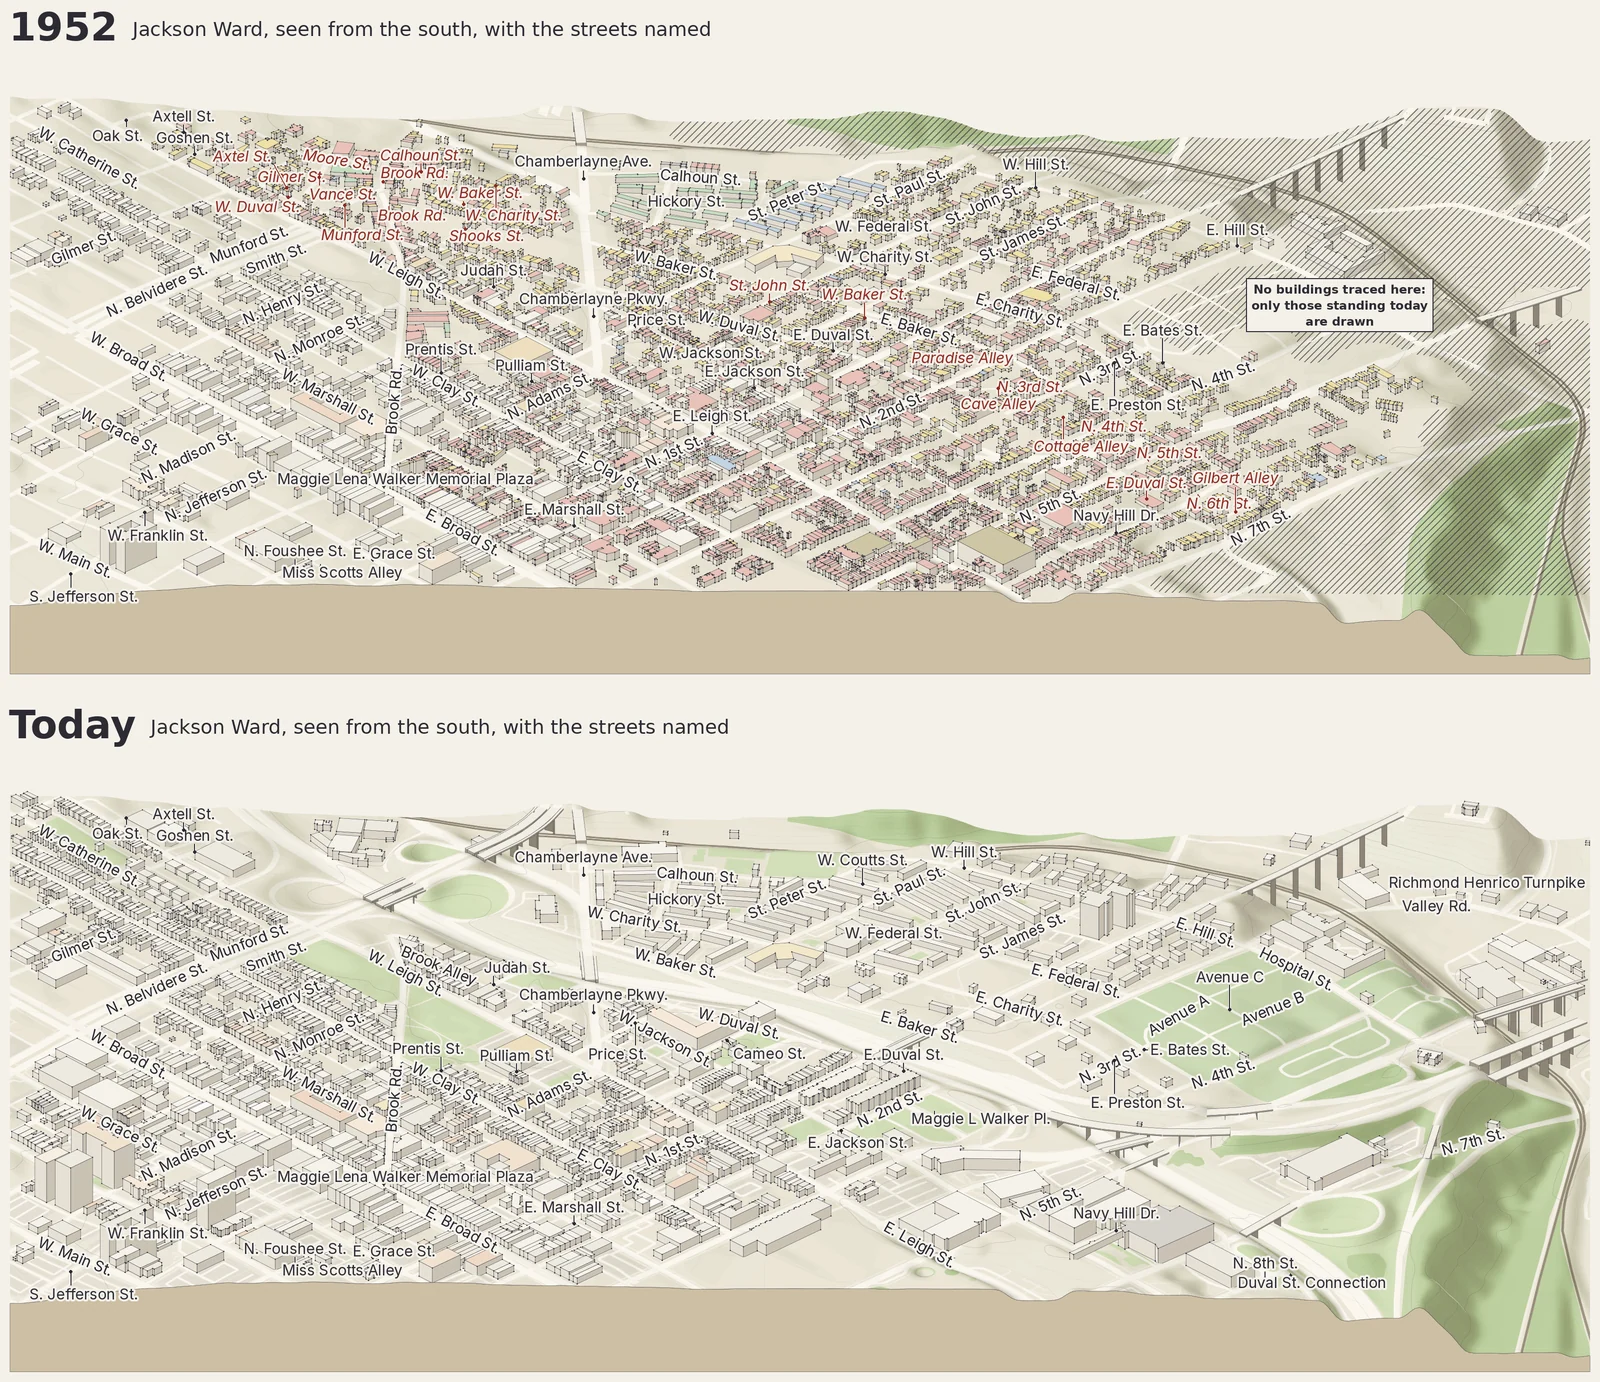 1952 Jackson Ward, seen from the south, with the streets named
Axtell St.
Oak St.
Goshen St.
W. Catherine St.
Axtel St.
Moore St.
Calhoun St.
Brook Rd.
Gilmer St.
Vance St.
W. Baker St.
W. Duval St.
Brook Rd.
W. Charity St.
Munford St.
Shooks St.
Chamberlayne Ave.
Calhoun St.
Hickory St.
St. Peter St.
St. Paul St.
W. Hill St.
St. John St.
W. Federal St.
St. James St.
E. Hill St.
Gilmer St.
N. Belvidere St.
Munford St.
Smith St.
W. Leigh St.
Judah St.
W. Baker St.
W. Charity St.
E. Federal St.
No buildings traced here:
only those standing today
are drawn
N. Henry St.
Chamberlayne Pkwy.
St. John St.
W. Baker St.
E. Charity St.
Price St.
W. Duval St.
E. Duval St.
E. Baker St.
E. Bates St.
N. Monroe St.
W. Broad St.
Prentis St.
Pulliam St.
W. Jackson St.
E. Jackson St.
Paradise Alley
N. 3rd St.
N. 4th St.
W. Marshall St.
Brook Rd.
W. Clay St.
N. Adams St.
N. 3rd St.
Cave Alley
E. Preston St.
E. Leigh St.
N. 2nd St.
N. 4th St.
Cottage Alley
N. 5th St.
W. Grace St.
N. Madison St.
N. 1st St.
E. Clay St.
Maggie Lena Walker Memorial Plaza
E. Duval St.
Gilbert Alley
N. 6th St.
N. Jefferson St.
E. Marshall St.
N. 5th St.
Navy Hill Dr.
N. 7th St.
E. Broad St.
W. Franklin St.
W. Main St.
N. Foushee St.
E. Grace St.
Miss Scotts Alley
S. Jefferson St.
Today Jackson Ward, seen from the south, with the streets named
Axtell St.
Oak St.
Goshen St.
W. Catherine St.
Chamberlayne Ave.
Calhoun St.
Hickory St.
W. Coutts St.
W. Hill St.
St. Peter St.
St. Paul St.
St. John St.
Richmond Henrico Turnpike
Valley Rd.
W. Charity St.
W. Federal St.
St. James St.
E. Hill St.
Gilmer St.
N. Belvidere St.
Munford St.
Smith St.
W. Leigh St.
Brook Alley
Judah St.
W. Baker St.
E. Federal St.
Hospital St.
Avenue C
Avenue A
Avenue B
N. Henry St.
Chamberlayne Pkwy.
E. Charity St.
N. Monroe St.
W. Jackson St.
W. Duval St.
E. Baker St.
W. Broad St.
Prentis St.
Pulliam St.
Price St.
Cameo St.
E. Duval St.
N. 3rd St.
E. Bates St.
N. 4th St.
W. Marshall St.
Brook Rd.
W. Clay St.
N. Adams St.
N. 2nd St.
E. Preston St.
Maggie L Walker Pl.
W. Grace St.
N. Madison St.
N. 1st St.
E. Jackson St.
N. 7th St.
E. Clay St.
Maggie Lena Walker Memorial Plaza
N. Jefferson St.
E. Marshall St.
N. 5th St.
Navy Hill Dr.
E. Broad St.
E. Leigh St.
W. Franklin St.
W. Main St.
N. Foushee St.
E. Grace St.
Miss Scotts Alley
N. 8th St.
Duval St. Connection
S. Jefferson St.